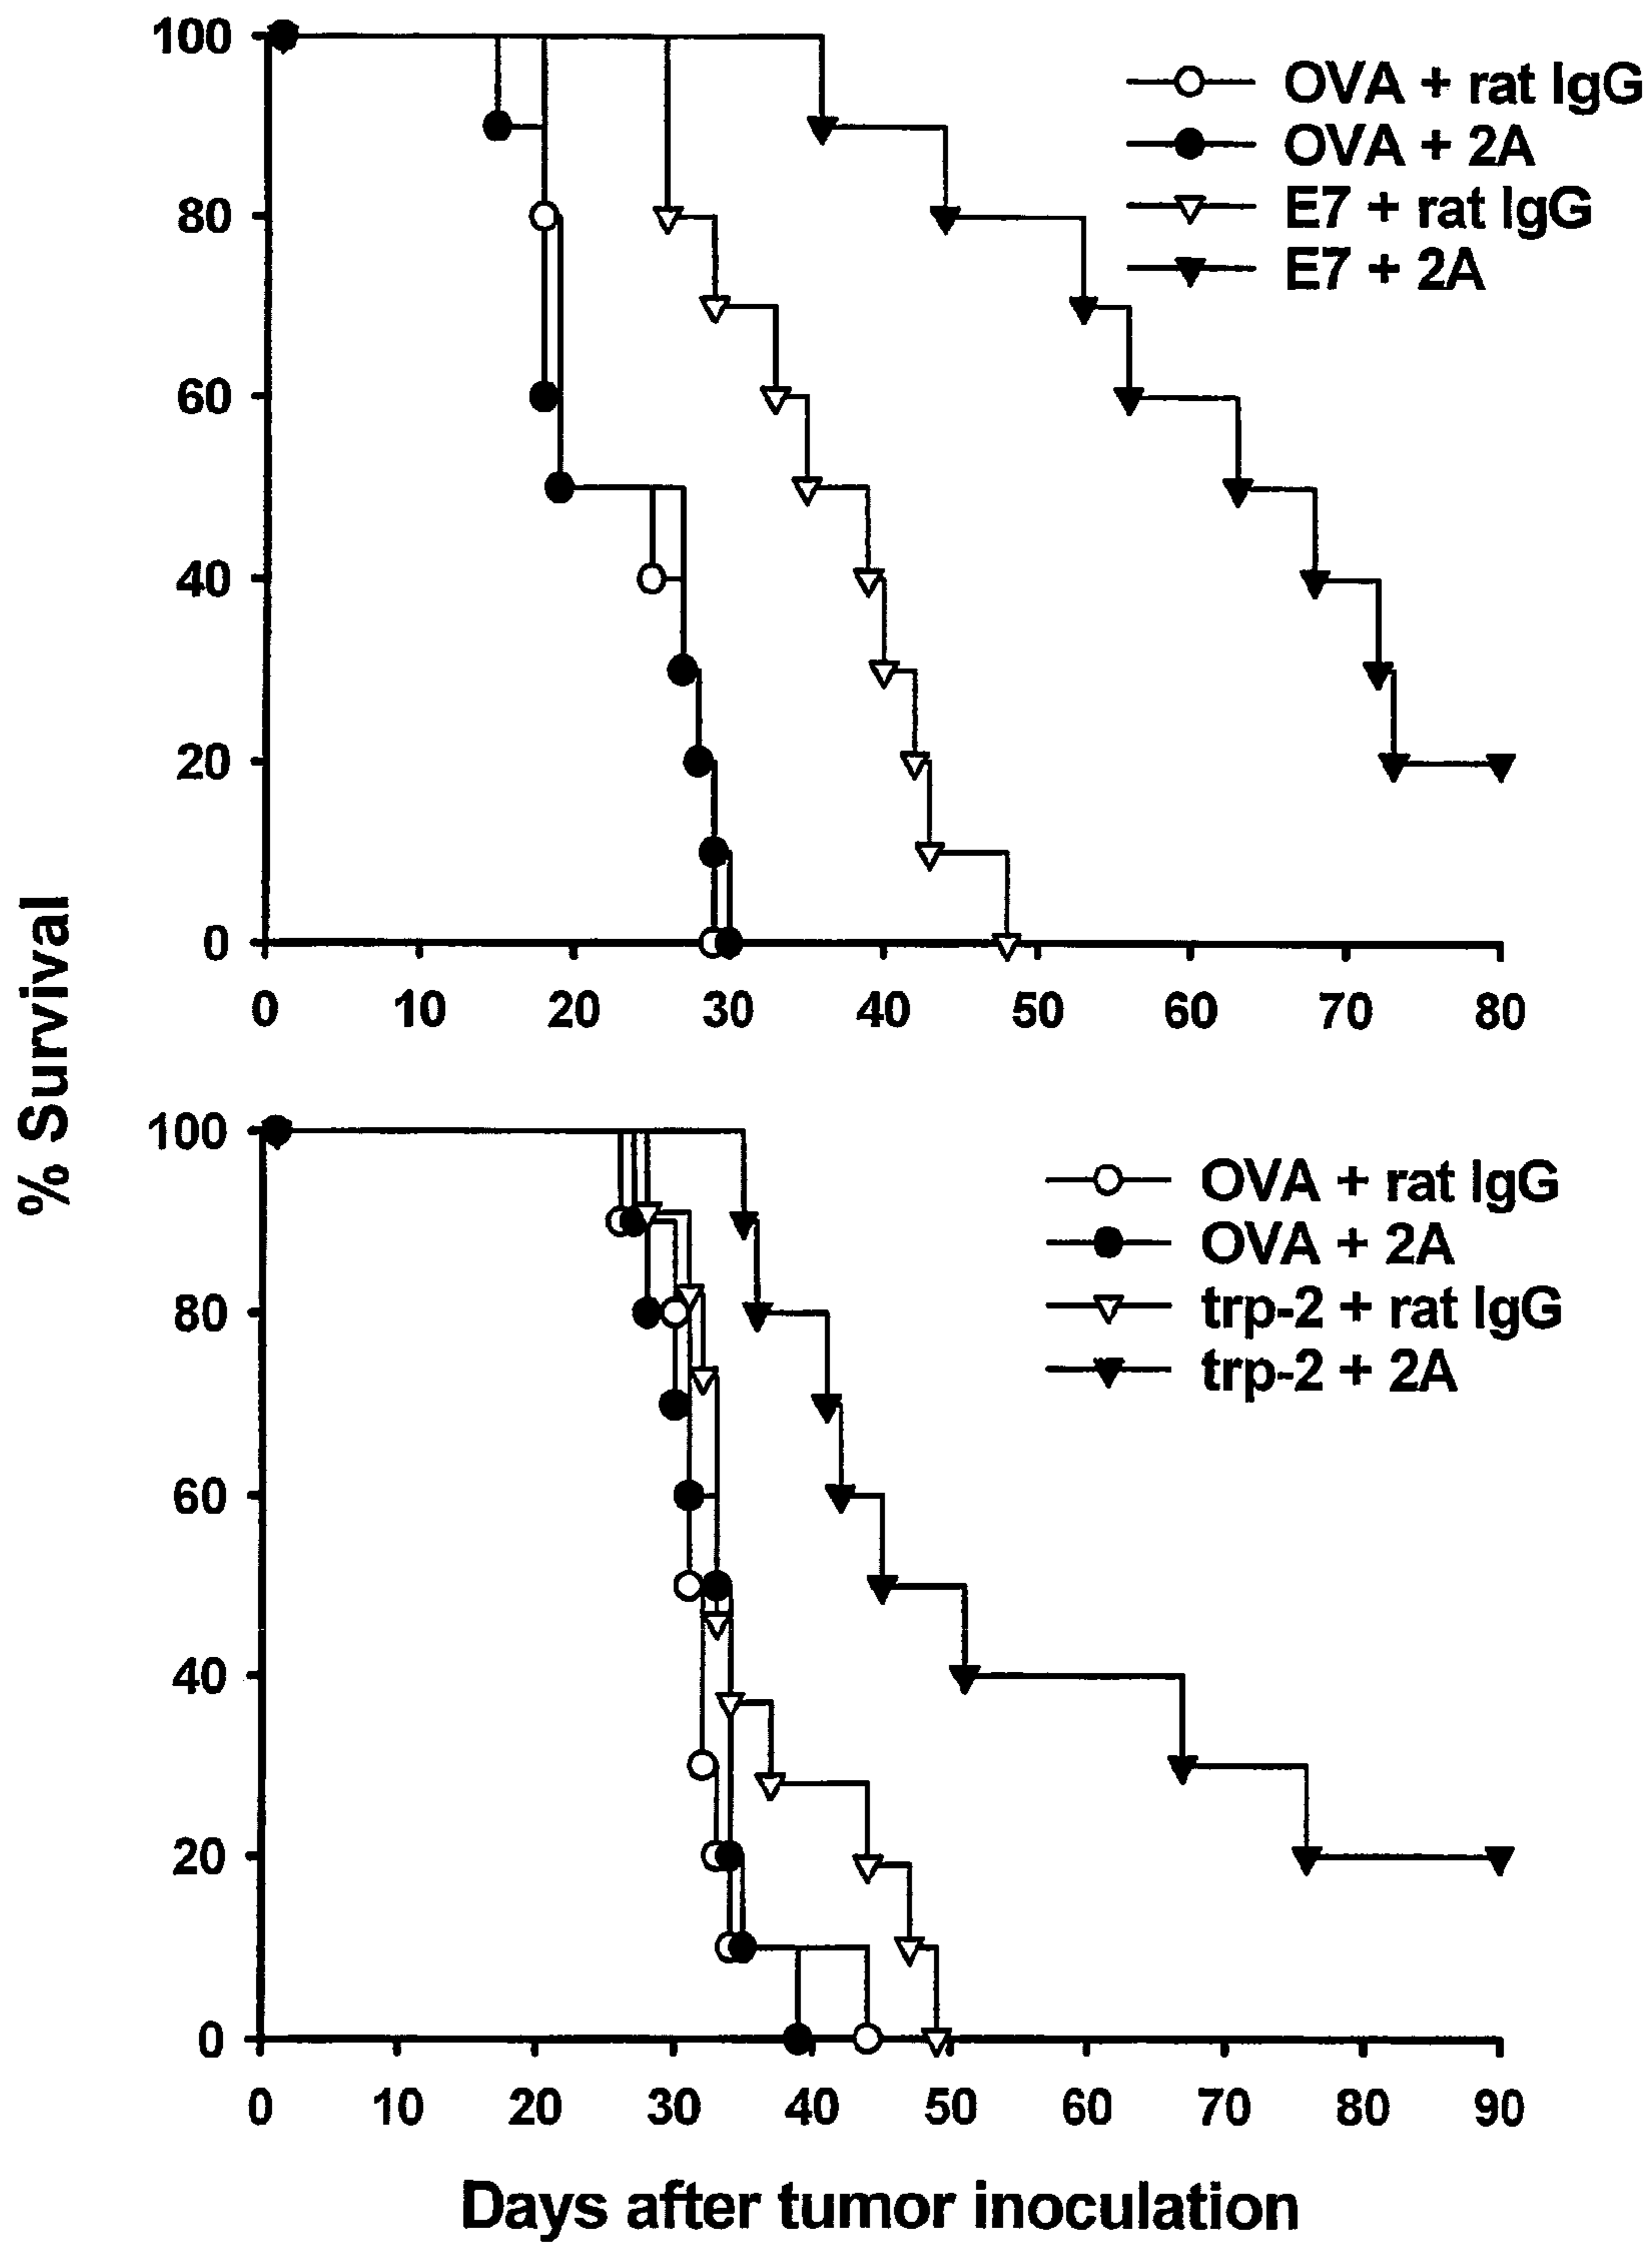 100
80
60
40
20
0
0 10 20 30 40 50 60 70 80
OVA + rat IgG
OVA + 2A
E7 + rat IgG
E7 + 2A
% Survival
100
80
60
40
20
0
0 10 20 30 40 50 60 70 80 90
OVA + rat IgG
OVA + 2A
trp-2 + rat IgG
trp-2 + 2A
Days after tumor inoculation